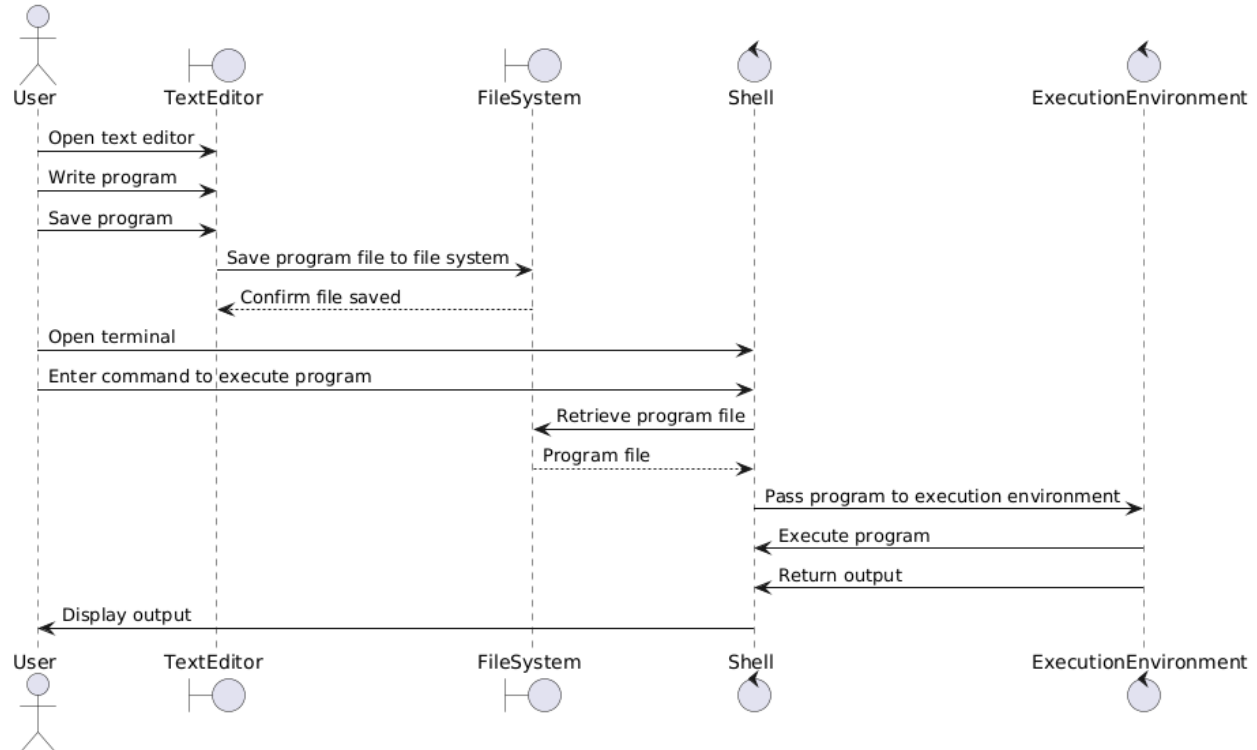 User TextEditor FileSystem Shell ExecutionEnvironment
Open text editor
Write program
Save program
Save program file to file system
Confirm file saved
Open terminal
Enter command to execute program
Retrieve program file
Program file
Pass program to execution environment
Execute program
Return output
Display output
User TextEditor FileSystem Shell ExecutionEnvironment